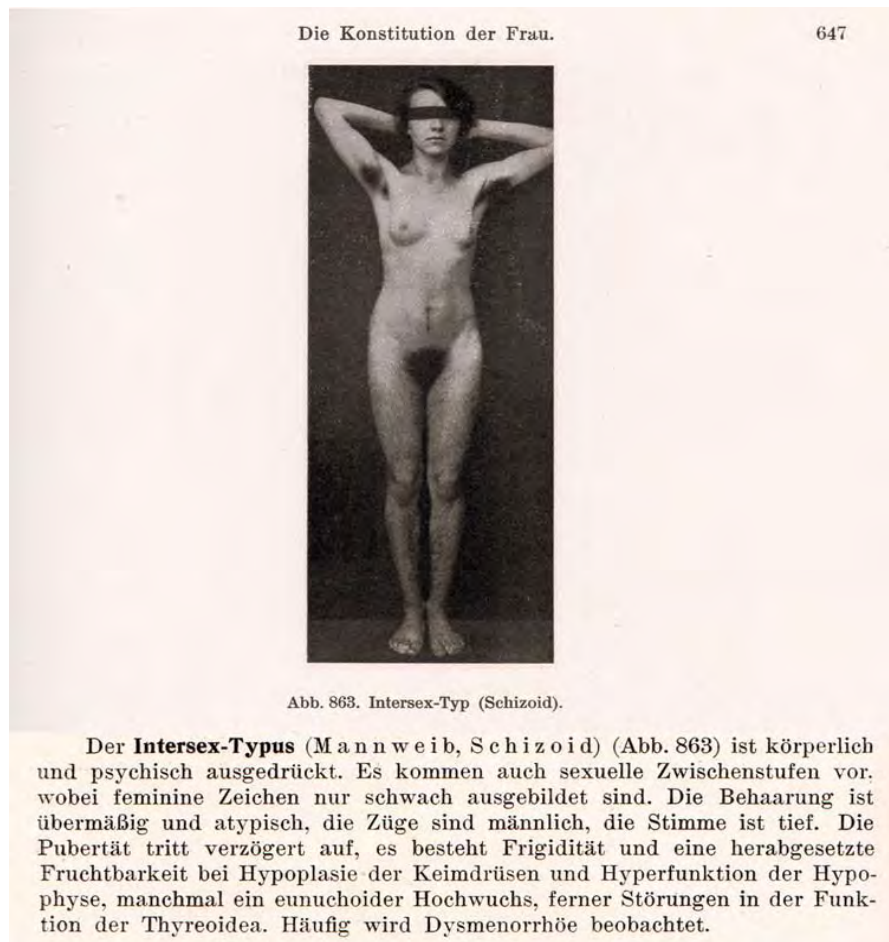 Die Konstitution der Frau. 647
Abb. 863. Intersex-Typ (Schizoid).
Der Intersex-Typus (Mannweib, Schizoid) (Abb. 863) ist körperlich
und psychisch ausgedrückt. Es kommen auch sexuelle Zwischenstufen vor,
wobei feminine Zeichen nur schwach ausgebildet sind. Die Behaarung ist
übermäßig und atypisch, die Züge sind männlich, die Stimme ist tief. Die
Pubertät tritt verzögert auf, es besteht Frigidität und eine herabgesetzte
Fruchtbarkeit bei Hypoplasie der Keimdrüsen und Hyperfunktion der Hypo-
physe, manchmal ein eunuchoider Hochwuchs, ferner Störungen in der Funk-
tion der Thyreoidea. Häufig wird Dysmenorrhöe beobachtet.